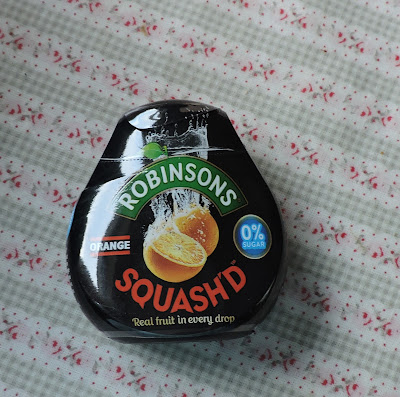 ROBINSONS
ORANGE
0%
SUGAR
SQUASH'D
Real fruit in every drop